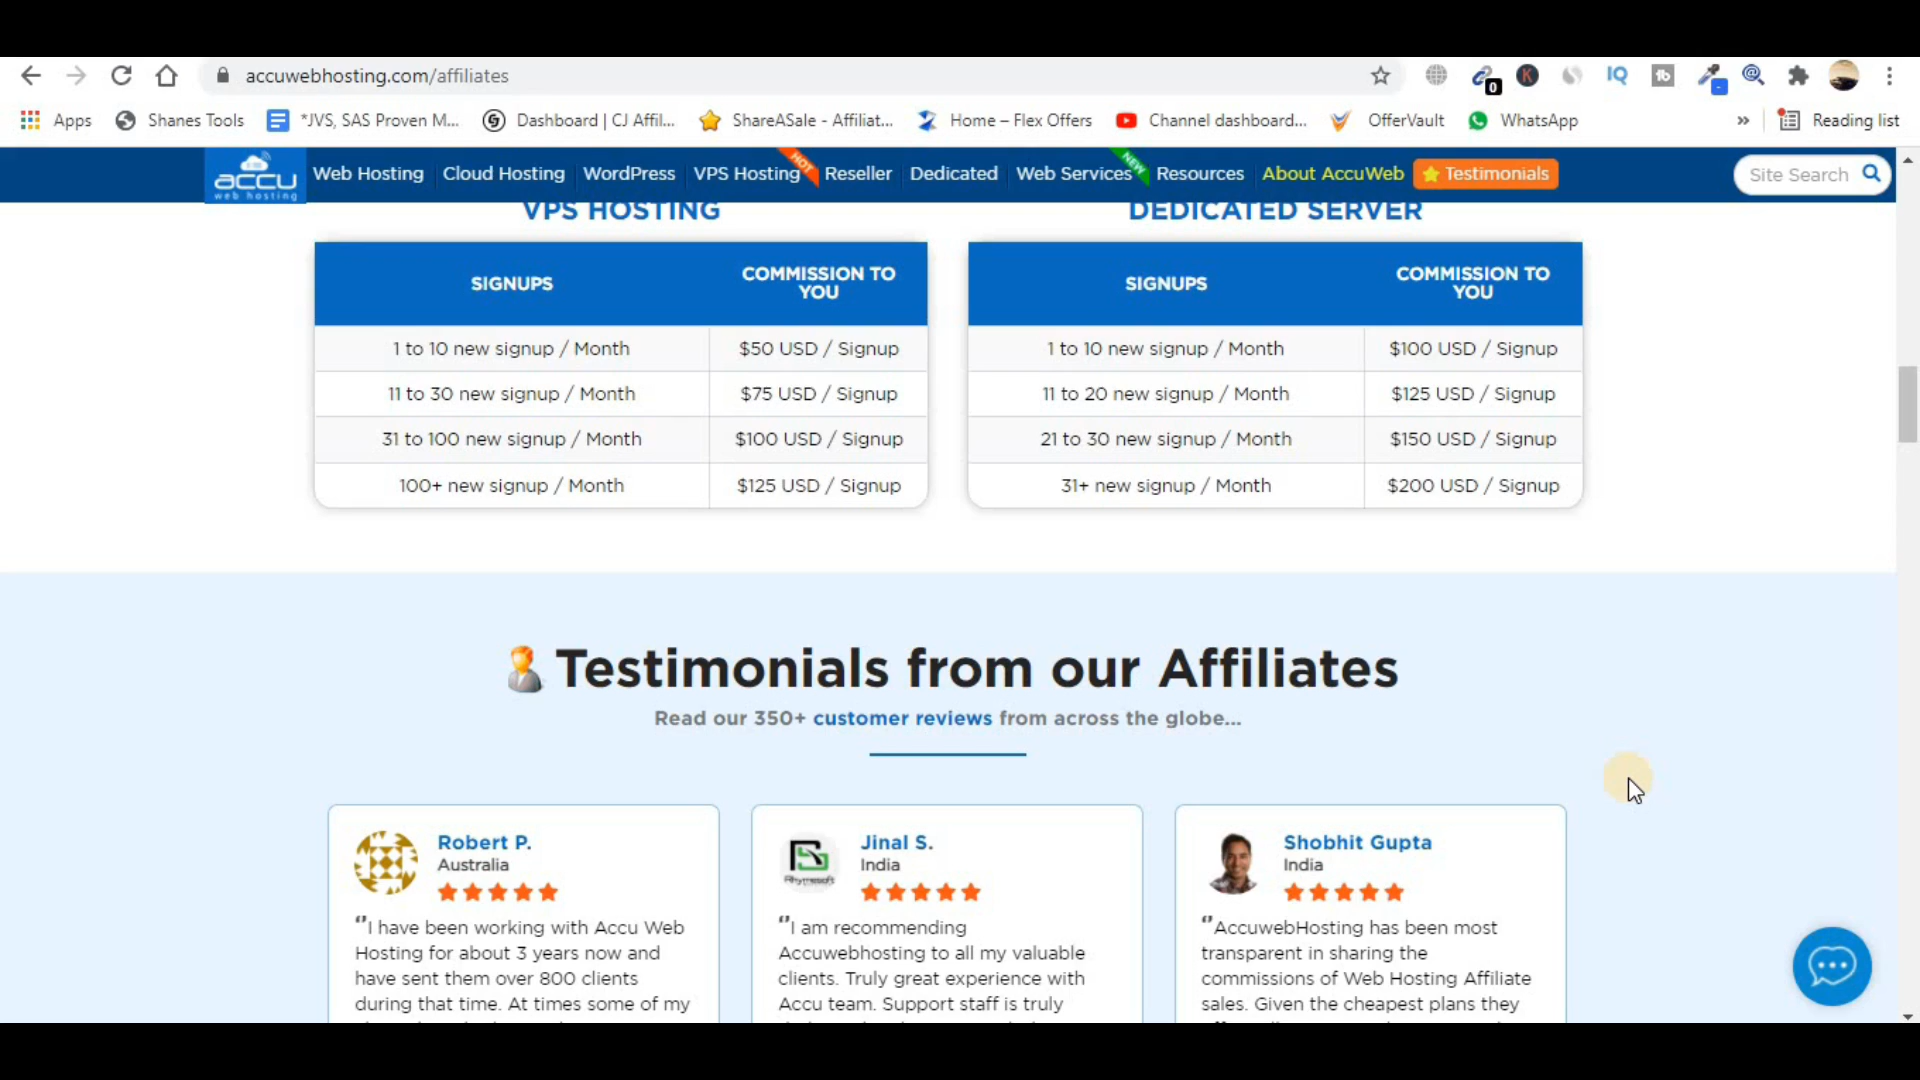 accuwebhosting.com/affiliates
0
K
IQ
Apps
Shanes Tools
*JVS, SAS Proven M...
Dashboard | CJ Affil...
ShareASale - Affiliat...
Home – Flex Offers
Channel dashboard...
OfferVault
WhatsApp
»
Reading list
accu
web hosting
Web Hosting
Cloud Hosting
WordPress
VPS Hosting
HOT
Reseller
Dedicated
Web Services
NEW
Resources
About AccuWeb
Testimonials
Site Search
VPS HOSTING
SIGNUPS COMMISSION TO
YOU
1 to 10 new signup / Month $50 USD / Signup
11 to 30 new signup / Month $75 USD / Signup
31 to 100 new signup / Month $100 USD / Signup
100+ new signup / Month $125 USD / Signup
DEDICATED SERVER
SIGNUPS COMMISSION TO
YOU
1 to 10 new signup / Month $100 USD / Signup
11 to 20 new signup / Month $125 USD / Signup
21 to 30 new signup / Month $150 USD / Signup
31+ new signup / Month $200 USD / Signup
Testimonials from our Affiliates
Read our 350+ customer reviews from across the globe...
Robert P.
Australia
"I have been working with Accu Web
Hosting for about 3 years now and
have sent them over 800 clients
during that time. At times some of my
Rhymesoft
Jinal S.
India
"I am recommending
Accuwebhosting to all my valuable
clients. Truly great experience with
Accu team. Support staff is truly
Shobhit Gupta
India
"AccuwebHosting has been most
transparent in sharing the
commissions of Web Hosting Affiliate
sales. Given the cheapest plans they